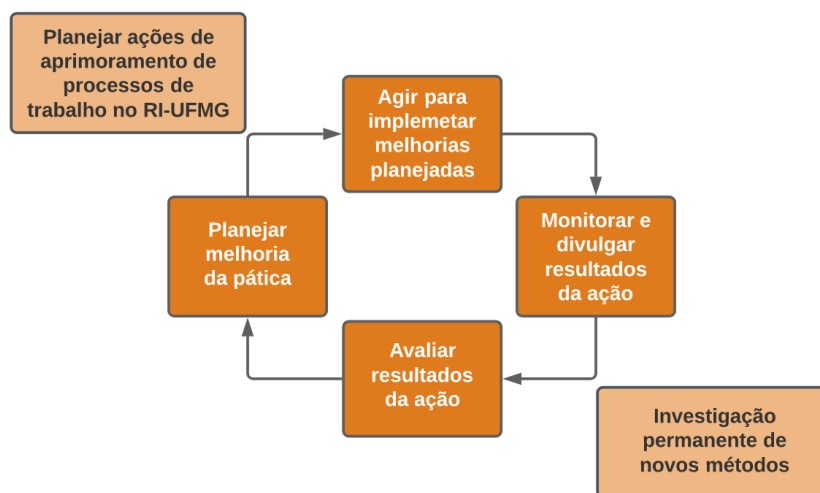 Planejar ações de
aprimoramento de
processos de
trabalho no RI-UFMG
Agir para
implemetar
melhorias
planejadas
Planejar
melhoria
da pática
Monitorar e
divulgar
resultados
da ação
Avaliar
resultados
da ação
Investigação
permanente de
novos métodos